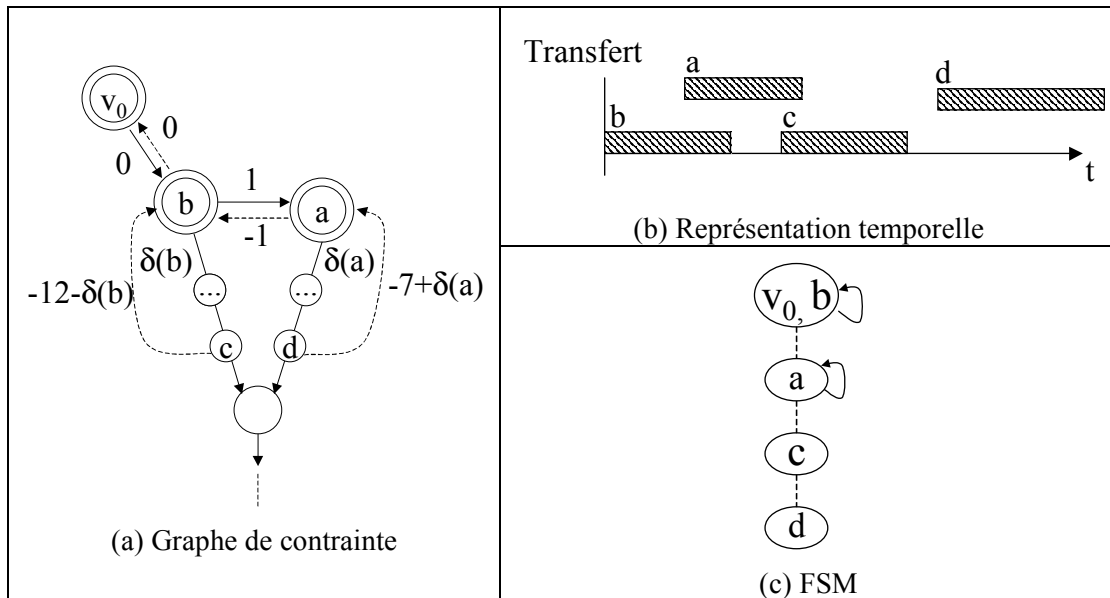 v0
0
0
b
1
a
-1
δ(b)
δ(a)
-12-δ(b)
-7+δ(a)
...
...
c
d
(a) Graphe de contrainte
Transfert
a
d
b
c
t
(b) Représentation temporelle
v0, b
a
c
d
(c) FSM